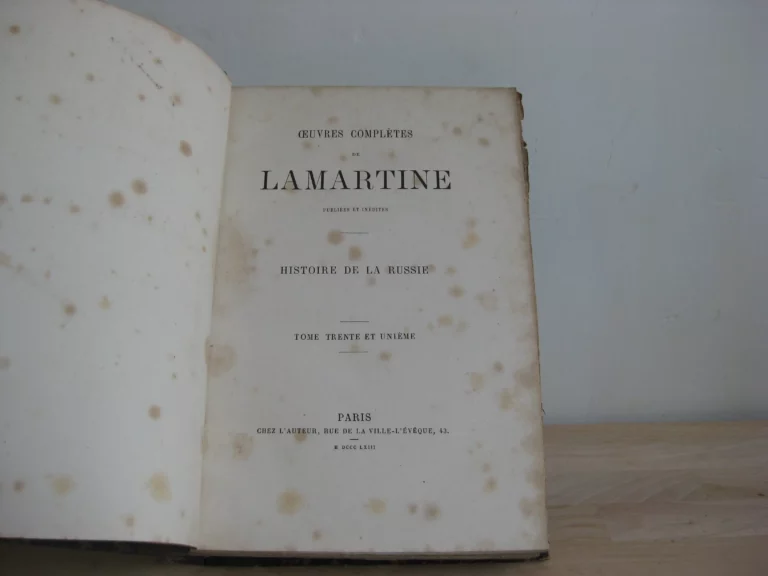 ŒUVRES COMPLÈTES
DE
LAMARTINE
PUBLIÉES ET INÉDITES
HISTOIRE DE LA RUSSIE
TOME TRENTE ET UNIÈME
PARIS
CHEZ L'AUTEUR, RUE DE LA VILLE-L'ÉVÊQUE, 43.
M DCCC LXIII